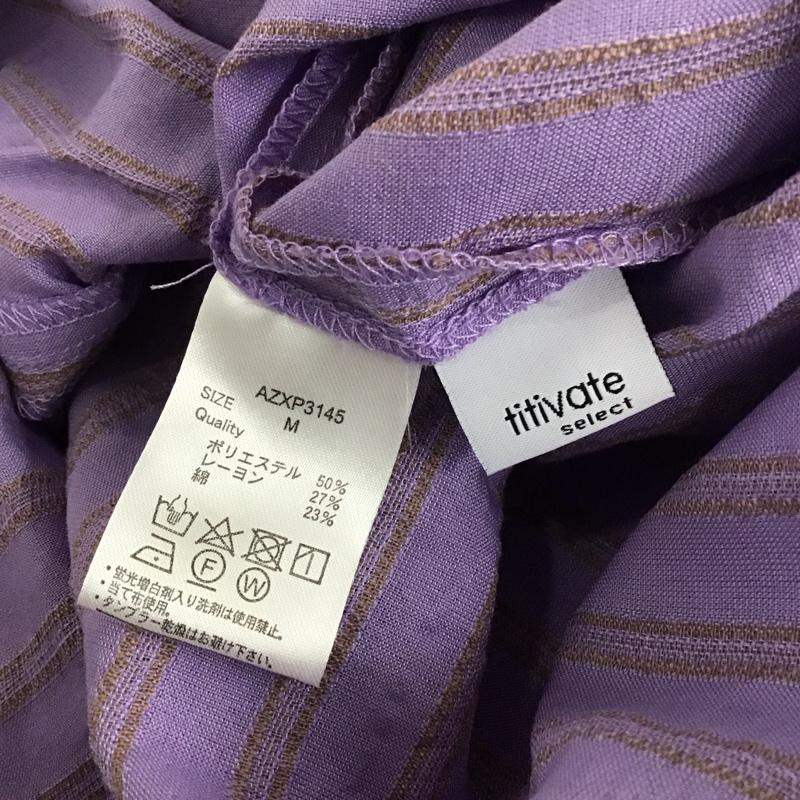 AZXP3145
SIZE M
Quality
ポリエステル 50%
レーヨン 27%
綿 23%
F W
・蛍光増白剤入り洗剤は使用禁止。
・当て布使用。
・タンブラー乾燥はお避け下さい。
titivate
select